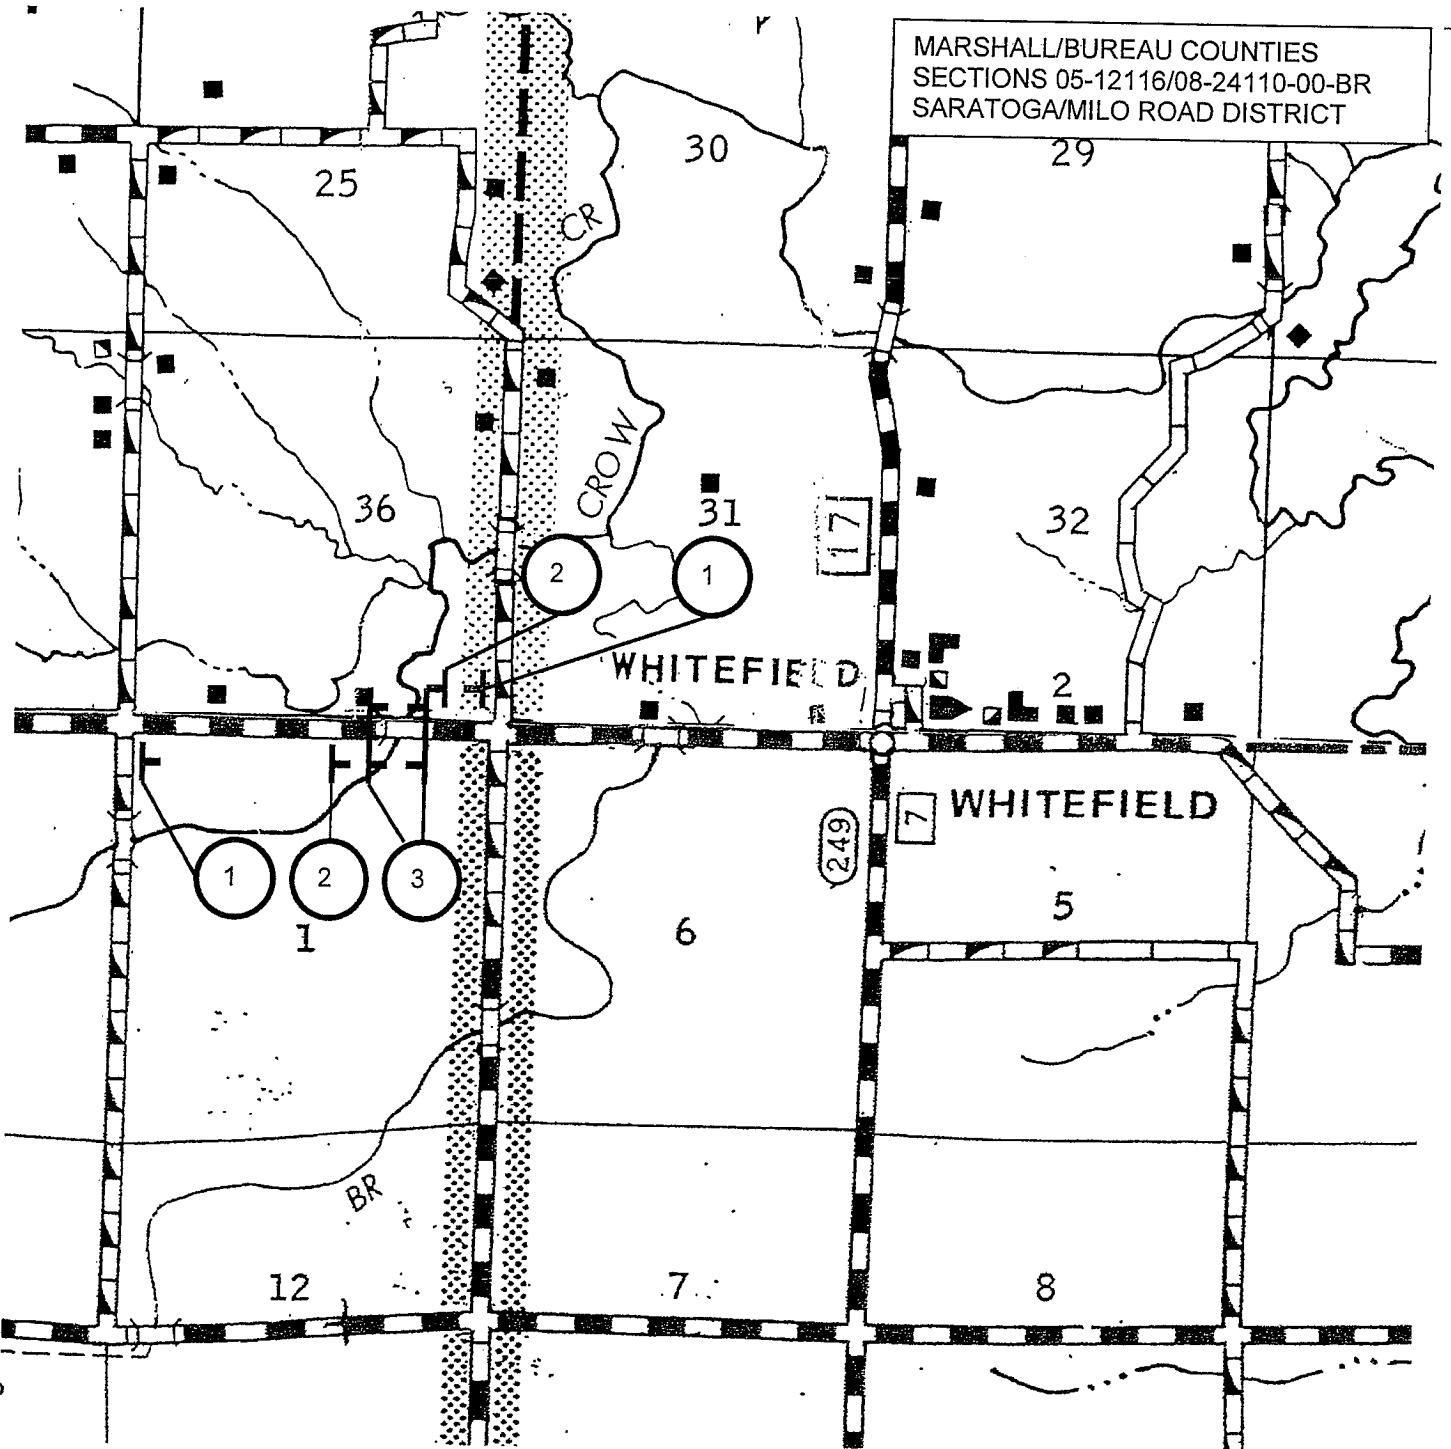 MARSHALL/BUREAU COUNTIES
SECTIONS 05-12116/08-24110-00-BR
SARATOGA/MILO ROAD DISTRICT
25
30
29
CR
CROW
36
31
32
17
2
1
WHITEFIELD
2
WHITEFIELD
7
249
1
2
3
1
6
5
BR
12
7
8